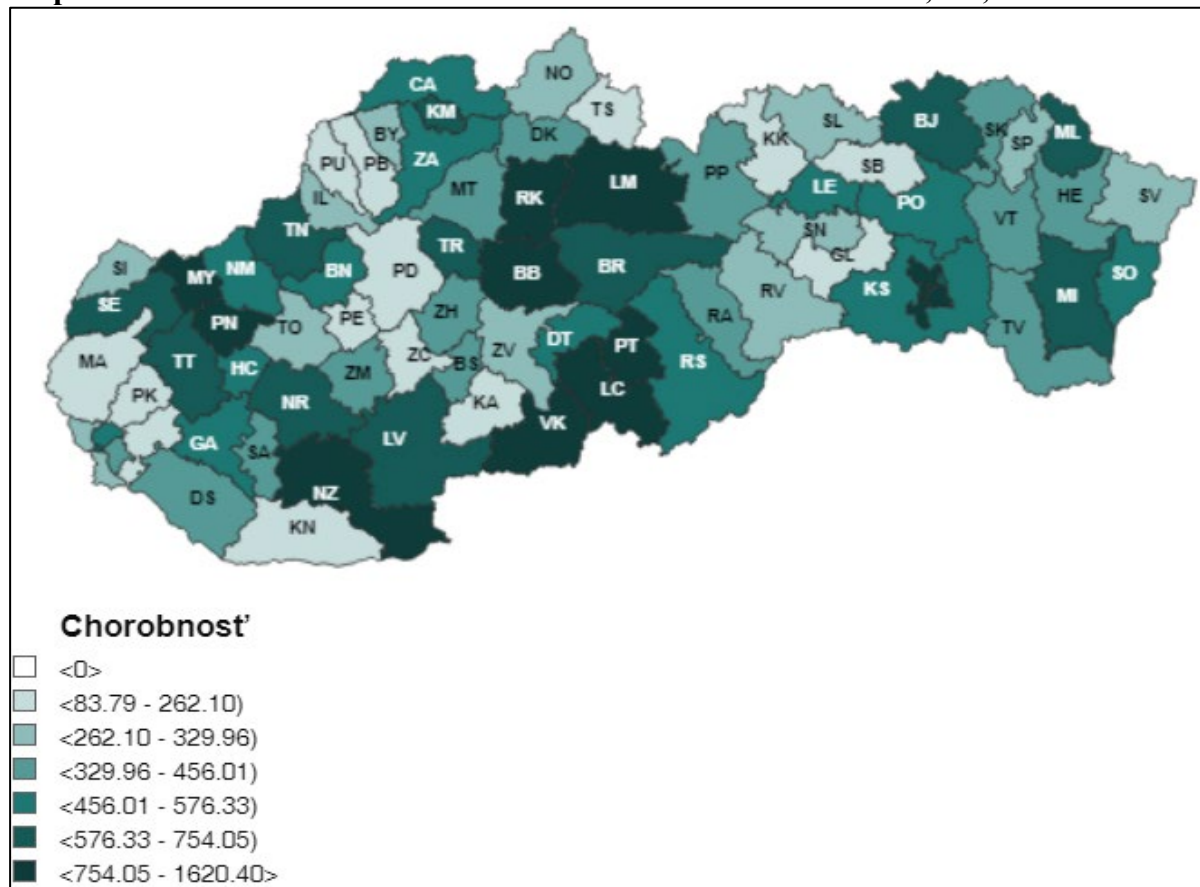 NO
CA
TS
KM
BJ
SL
SK
ML
BY
DK
KK
SP
PU
PB
ZA
SB
LM
PP
LE
HE
SV
MT
RK
IL
PO
VT
TN
SN
TR
GL
SI
MY
NM
BN
PD
BB
BR
SO
SE
KS
MI
RV
PN
TO
PE
ZH
RA
TV
DT
PT
ZC
ZV
MA
TT
HC
ZM
BS
RS
PK
NR
KA
LC
GA
LV
VK
SA
DS
NZ
KN
Chorobnosť
<0>
<83.79 - 262.10)
<262.10 - 329.96)
<329.96 - 456.01)
<456.01 - 576.33)
<576.33 - 754.05)
<754.05 - 1620.40>